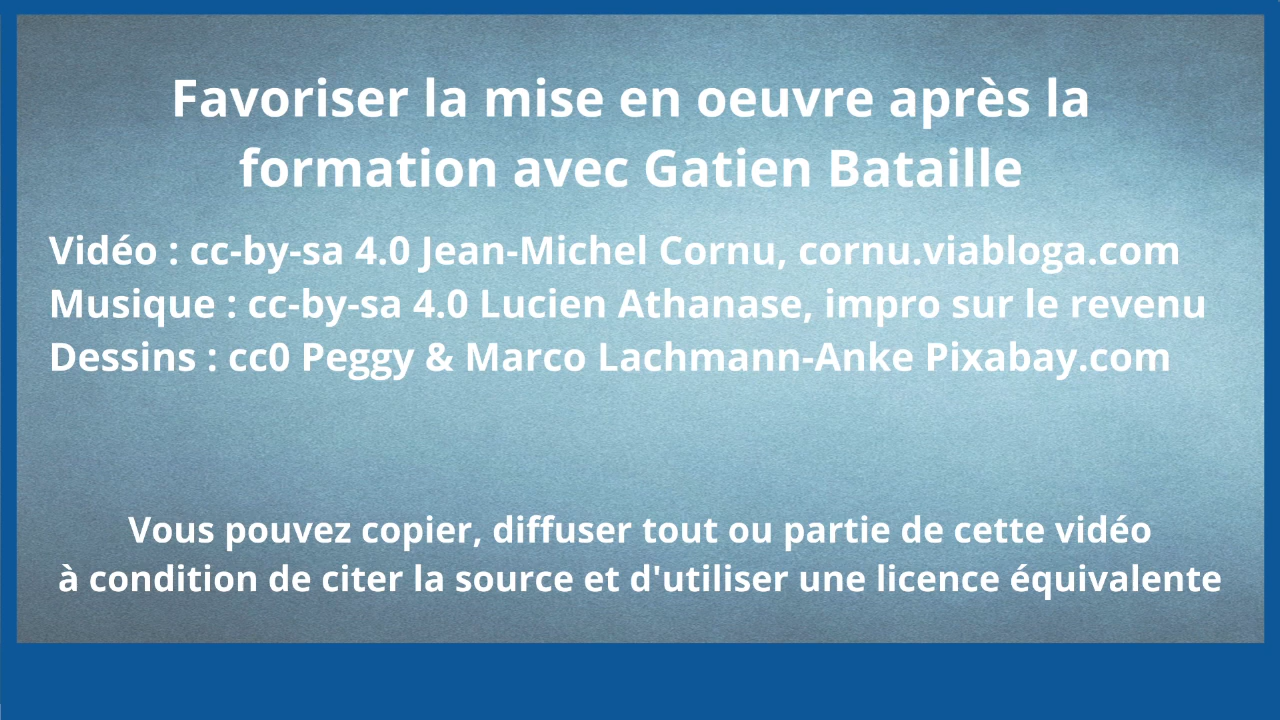 Favoriser la mise en oeuvre après la
formation avec Gatien Bataille
Vidéo : cc-by-sa 4.0 Jean-Michel Cornu, cornu.viabloga.com
Musique : cc-by-sa 4.0 Lucien Athanase, impro sur le revenu
Dessins : cc0 Peggy & Marco Lachmann-Anke Pixabay.com
Vous pouvez copier, diffuser tout ou partie de cette vidéo
à condition de citer la source et d'utiliser une licence équivalente